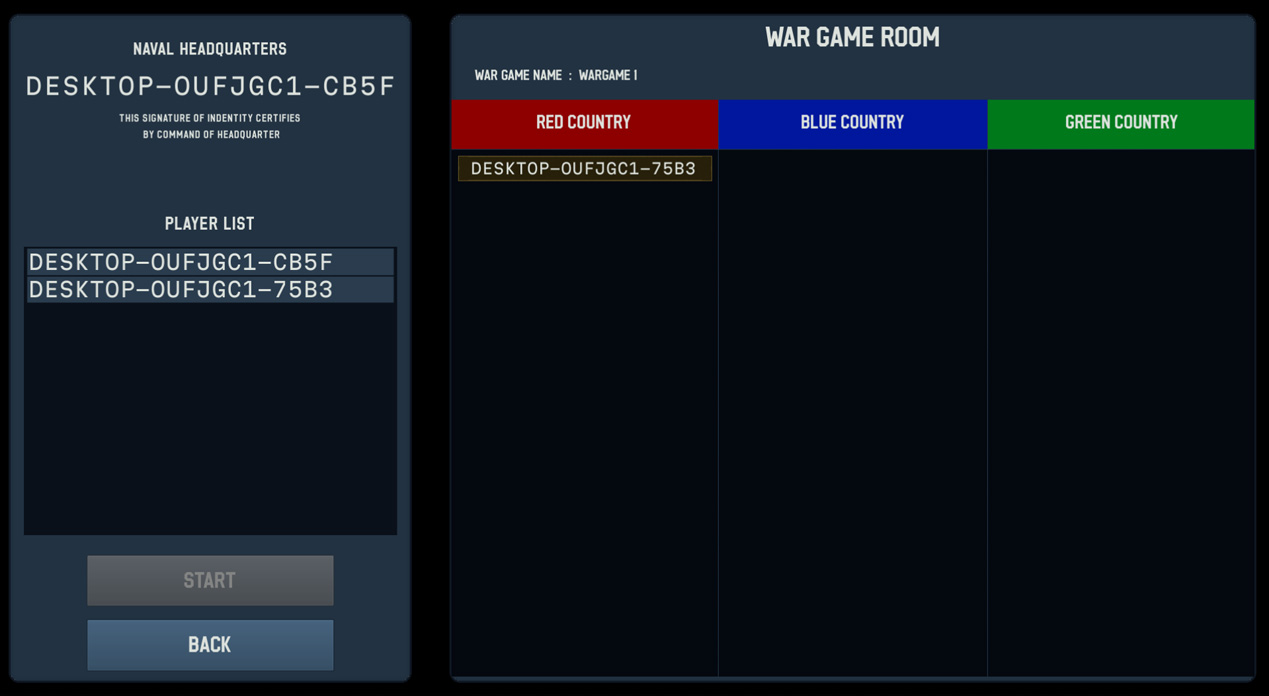 NAVAL HEADQUARTERS
DESKTOP-OUFJGC1-CB5F
THIS SIGNATURE OF INDENTITY CERTIFIES
BY COMMAND OF HEADQUARTER
PLAYER LIST
DESKTOP-OUFJGC1-CB5F
DESKTOP-OUFJGC1-75B3
START
BACK
WAR GAME ROOM
WAR GAME NAME : WARGAME 1
RED COUNTRY
BLUE COUNTRY
GREEN COUNTRY
DESKTOP-OUFJGC1-75B3